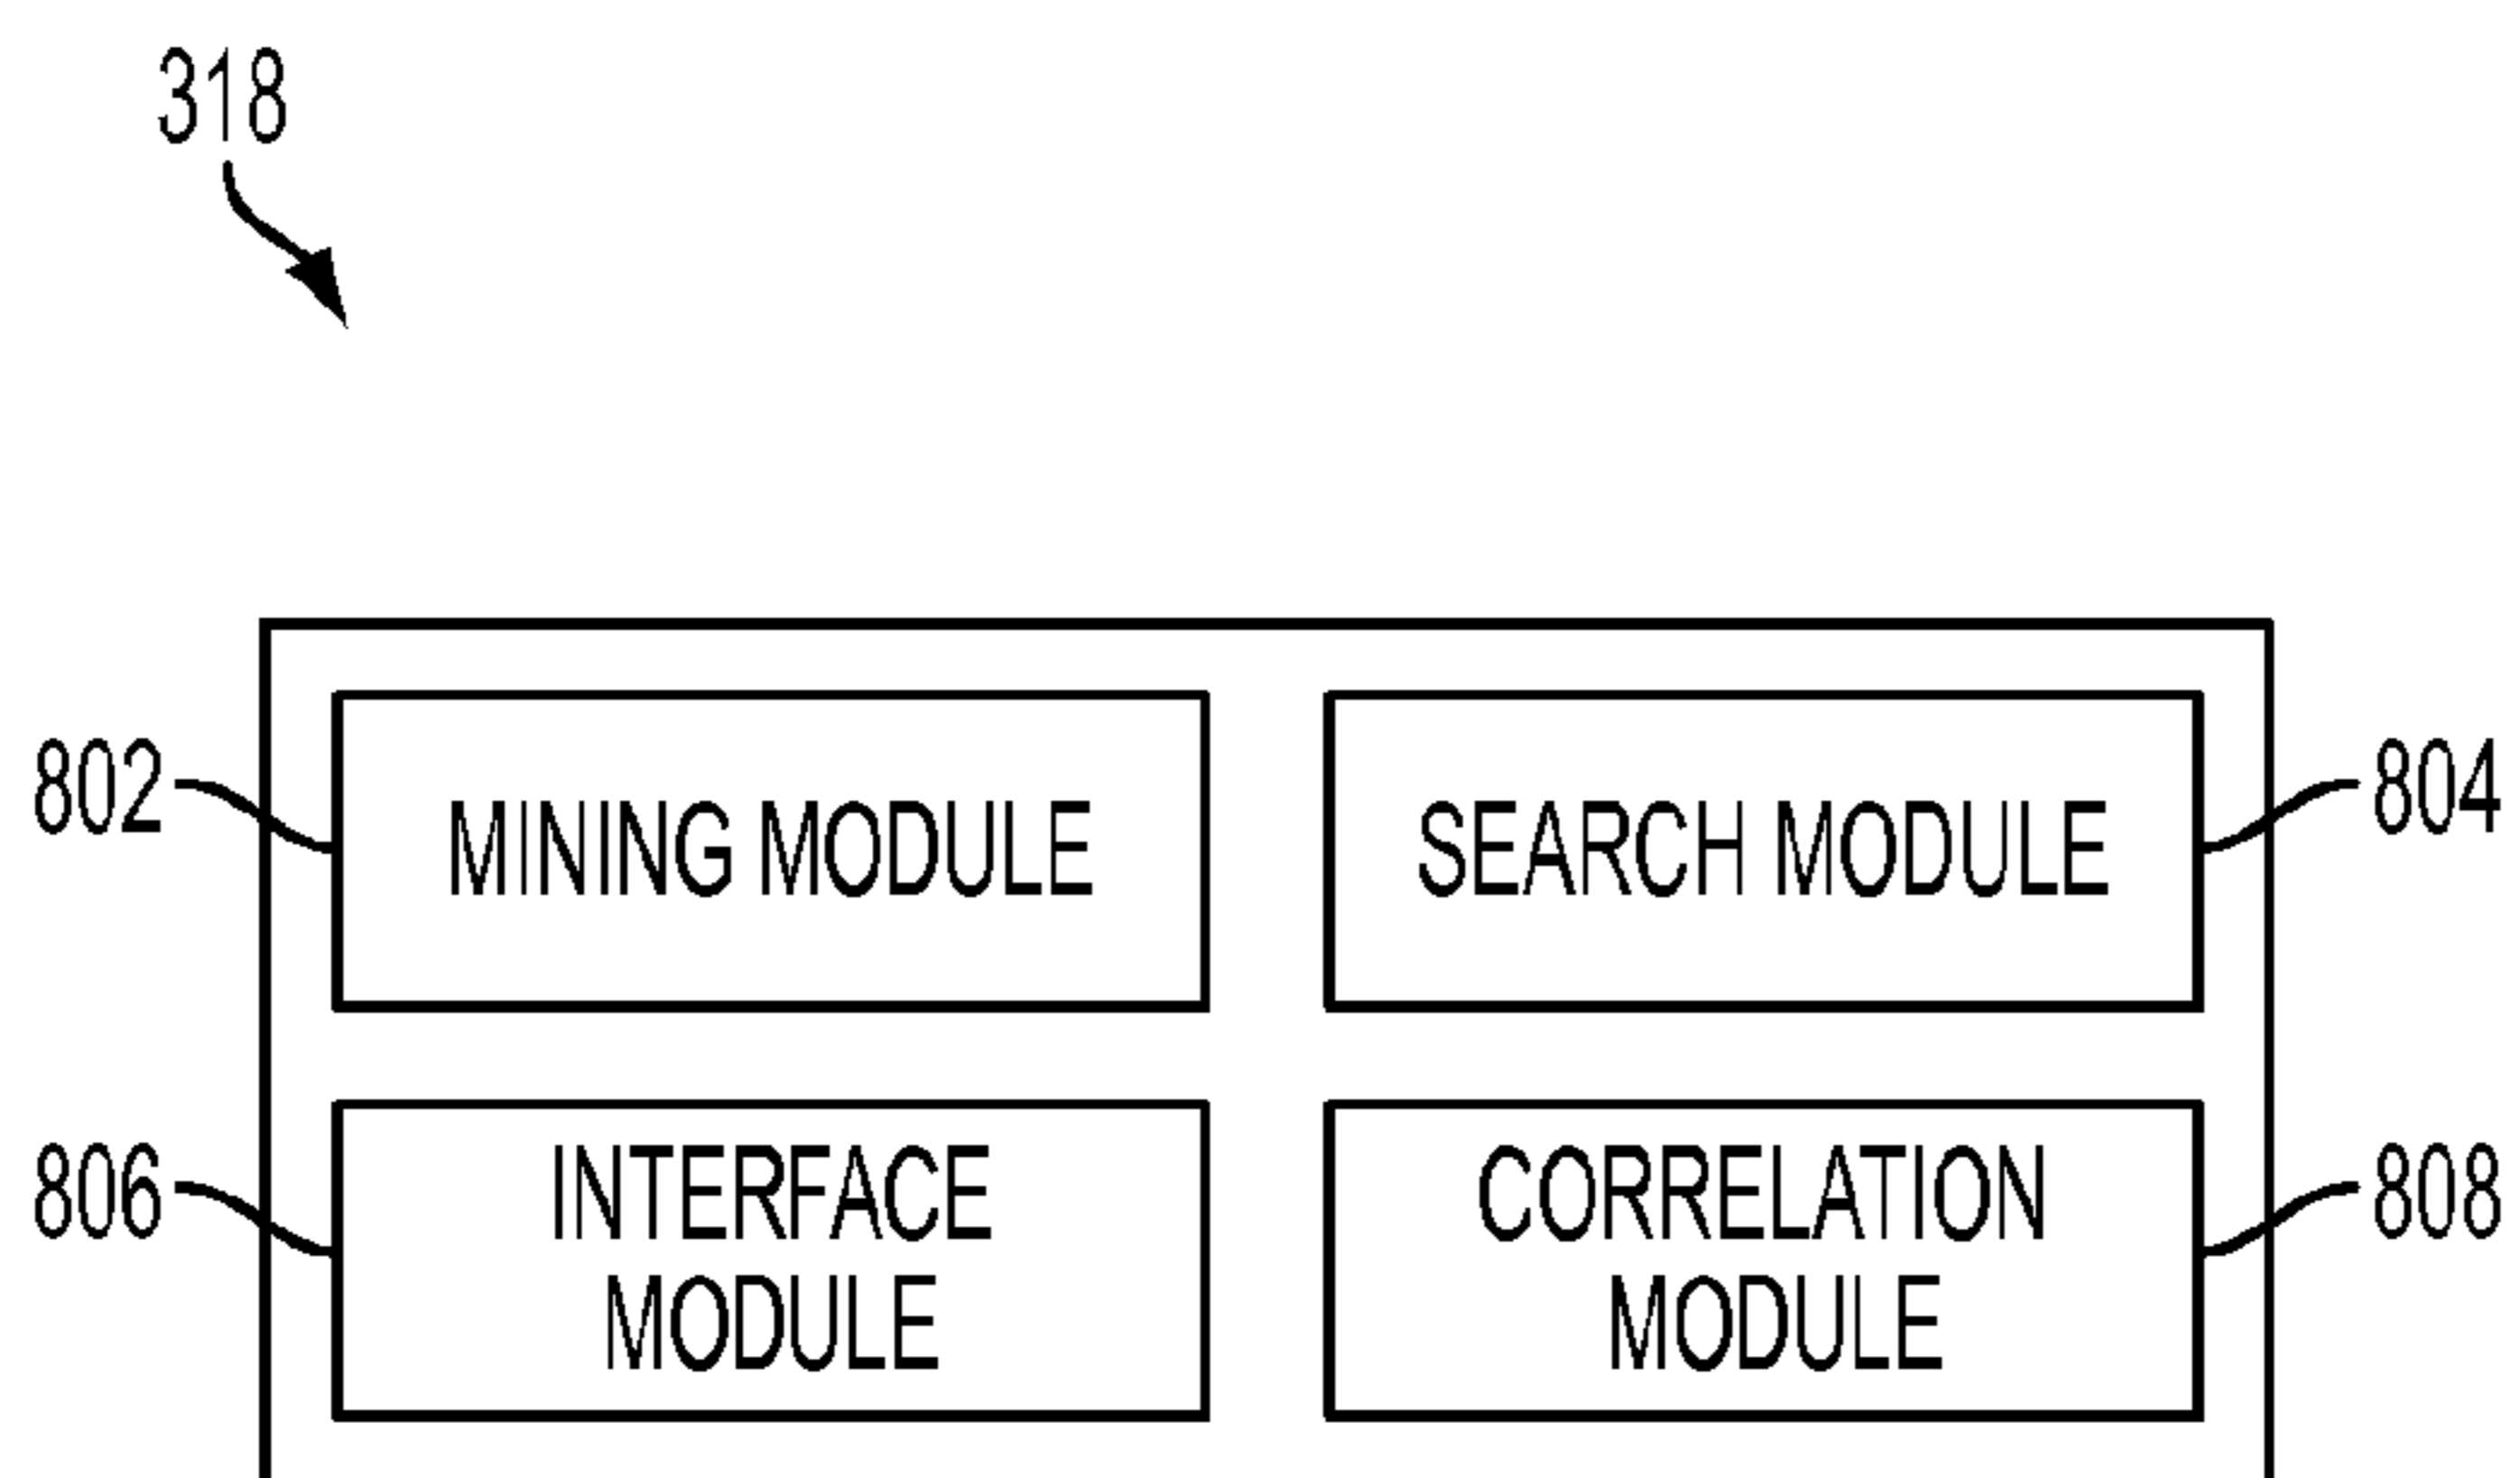 318
802
MINING MODULE
SEARCH MODULE
804
806
INTERFACE
MODULE
CORRELATION
MODULE
808